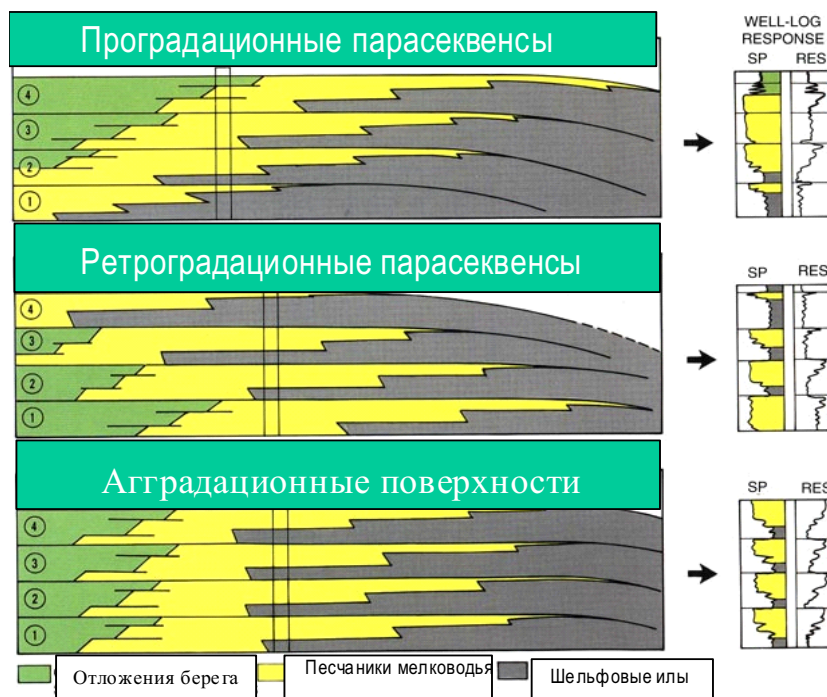 Проградационные парасеквенсы
WELL-LOG
RESPONSE
SP RES
4
3
2
1
Ретроградационные парасеквенсы
SP RES
4
3
2
1
Агградационные поверхности
SP RES
4
3
2
1
Отложения берега
Песчаники мелководья
Шельфовые илы